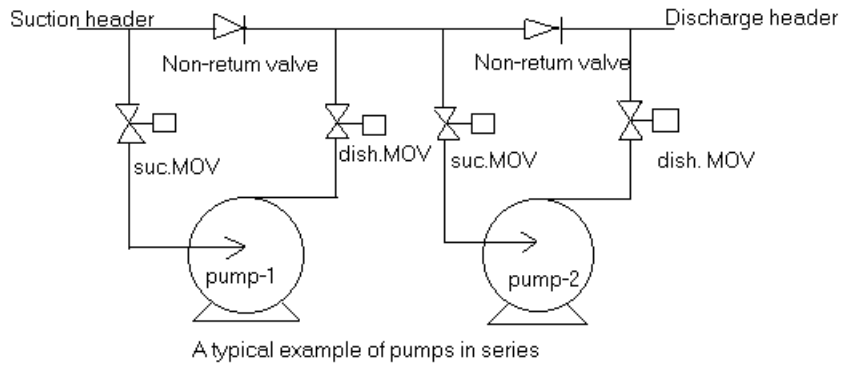 Suction header
Discharge header
Non-return valve
Non-return valve
suc.MOV
dish.MOV
suc.MOV
dish. MOV
pump-1
pump-2
A typical example of pumps in series